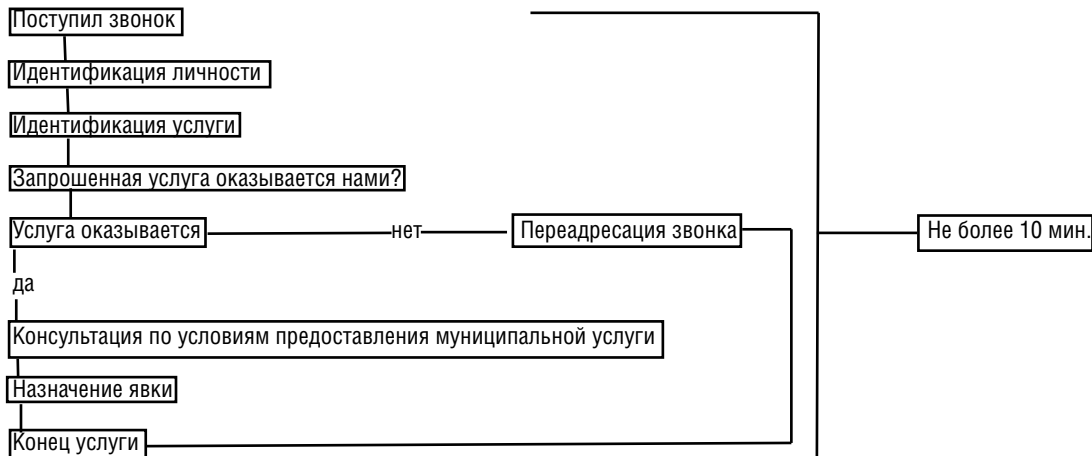 Поступил звонок
Идентификация личности
Идентификация услуги
Запрошенная услуга оказывается нами?
Услуга оказывается
нет
Переадресация звонка
Не более 10 мин.
да
Консультация по условиям предоставления муниципальной услуги
Назначение явки
Конец услуги